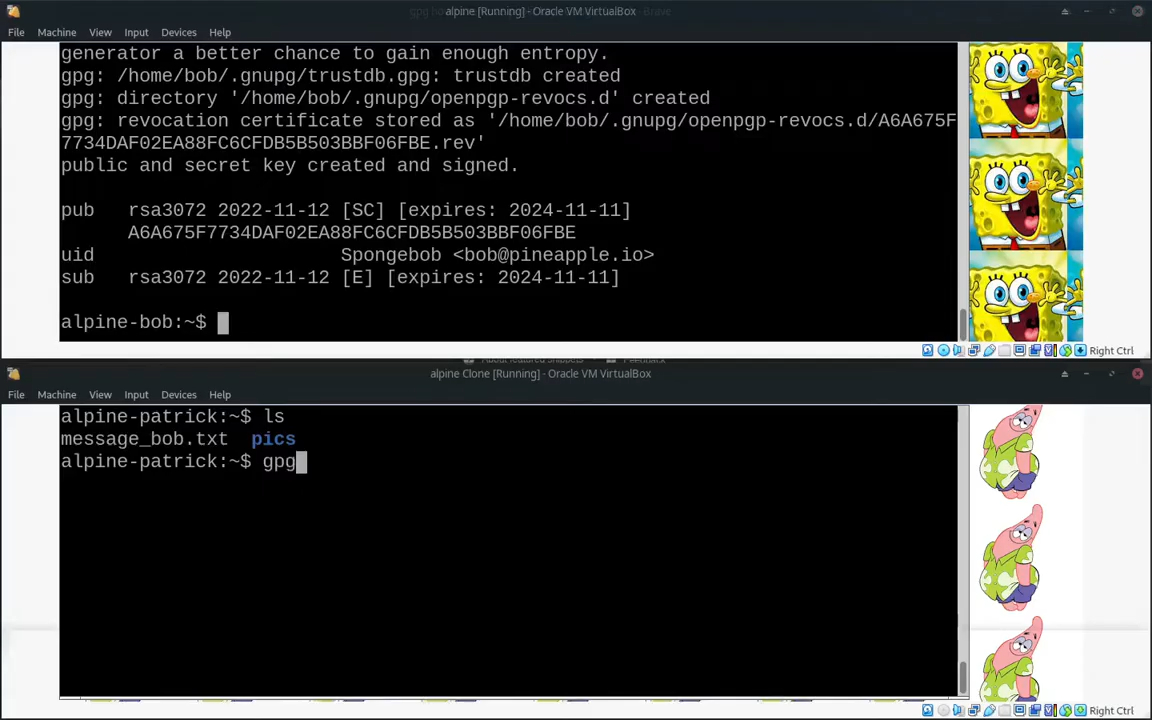 alpine [Running] - Oracle VM VirtualBox
File Machine View Input Devices Help
generator a better chance to gain enough entropy.
gpg: /home/bob/.gnupg/trustdb.gpg: trustdb created
gpg: directory '/home/bob/.gnupg/openpgp-revocs.d' created
gpg: revocation certificate stored as '/home/bob/.gnupg/openpgp-revocs.d/A6A675F
7734DAF02EA88FC6CFDB5B503BBF06FBE.rev'
public and secret key created and signed.
pub rsa3072 2022-11-12 [SC] [expires: 2024-11-11]
A6A675F7734DAF02EA88FC6CFDB5B503BBF06FBE
uid Spongebob <bob@pineapple.io>
sub rsa3072 2022-11-12 [E] [expires: 2024-11-11]
alpine-bob:~$
Right Ctrl
alpine Clone [Running] - Oracle VM VirtualBox
File Machine View Input Devices Help
alpine-patrick:~$ ls
message_bob.txt pics
alpine-patrick:~$ gpg
Right Ctrl